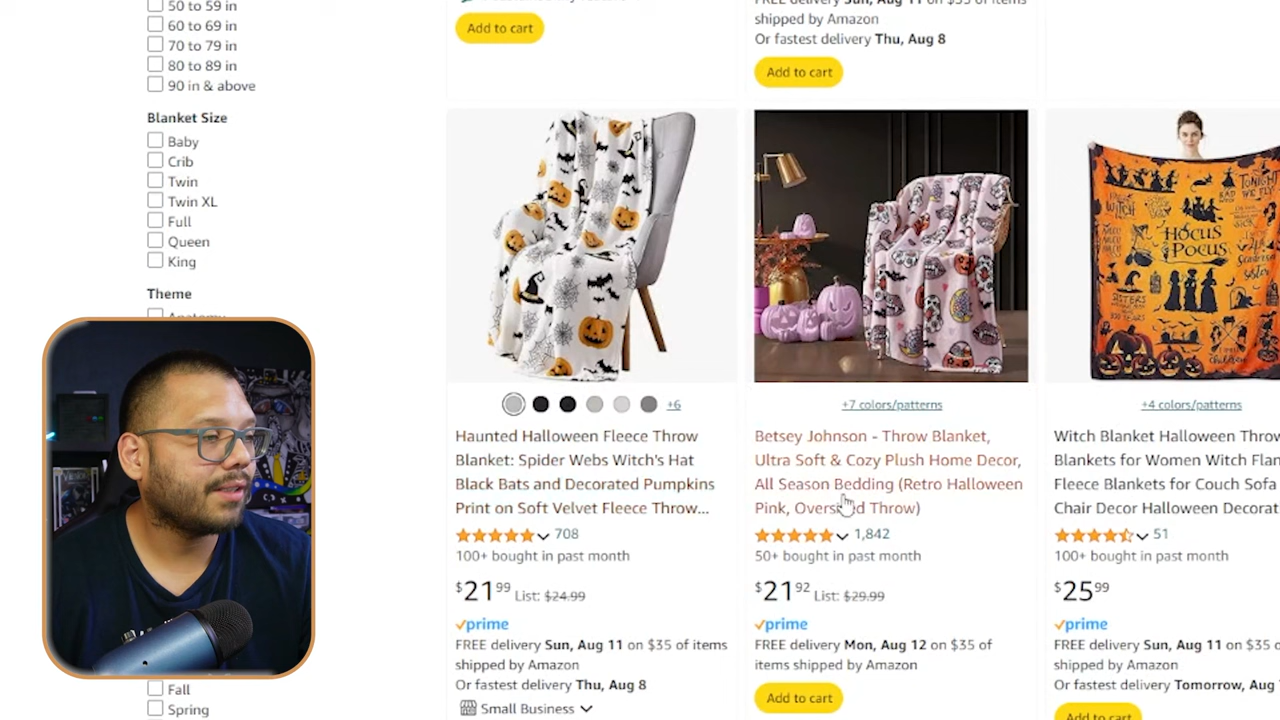 50 to 59 in
60 to 69 in
70 to 79 in
80 to 89 in
90 in & above
Blanket Size
Baby
Crib
Twin
Twin XL
Full
Queen
King
Theme
Fall
Spring
Add to cart
shipped by Amazon
Or fastest delivery Thu, Aug 8
Add to cart
+6
Haunted Halloween Fleece Throw
Blanket: Spider Webs Witch's Hat
Black Bats and Decorated Pumpkins
Print on Soft Velvet Fleece Throw...
708
100+ bought in past month
$2199 List: $24.99
prime
FREE delivery Sun, Aug 11 on $35 of items
shipped by Amazon
Or fastest delivery Thu, Aug 8
Small Business
+7 colors/patterns
Betsey Johnson - Throw Blanket,
Ultra Soft & Cozy Plush Home Decor,
All Season Bedding (Retro Halloween
Pink, Oversized Throw)
1,842
50+ bought in past month
$2192 List: $29.99
prime
FREE delivery Mon, Aug 12 on $35 of
items shipped by Amazon
Add to cart
HOCUS
POCUS
+4 colors/patterns
Witch Blanket Halloween Throw
Blankets for Women Witch Flan
Fleece Blankets for Couch Sofa
Chair Decor Halloween Decorat
51
100+ bought in past month
$2599
prime
FREE delivery Sun, Aug 11 on $35 o
shipped by Amazon
Or fastest delivery Tomorrow, Aug
Add to cart